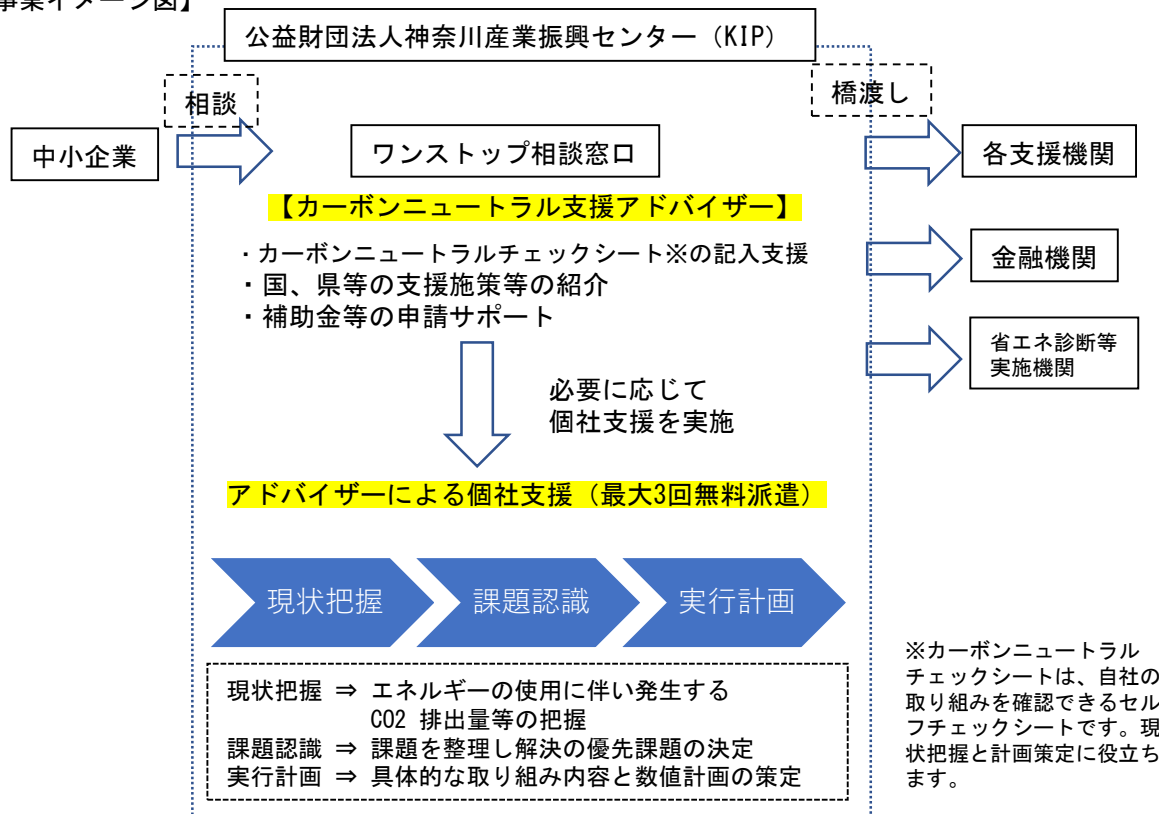 事業イメージ図】
公益財団法人神奈川産業振興センター（KIP）
相談
橋渡し
中小企業
ワンストップ相談窓口
各支援機関
【カーボンニュートラル支援アドバイザー】
・カーボンニュートラルチェックシート※の記入支援
・国、県等の支援施策等の紹介
・補助金等の申請サポート
金融機関
省エネ診断等
実施機関
必要に応じて
個社支援を実施
アドバイザーによる個社支援（最大3回無料派遣）
現状把握
課題認識
実行計画
現状把握 ⇒ エネルギーの使用に伴い発生する
CO2 排出量等の把握
課題認識 ⇒ 課題を整理し解決の優先課題の決定
実行計画 ⇒ 具体的な取り組み内容と数値計画の策定
※カーボンニュートラル
チェックシートは、自社の
取り組みを確認できるセル
フチェックシートです。現
状把握と計画策定に役立ち
ます。